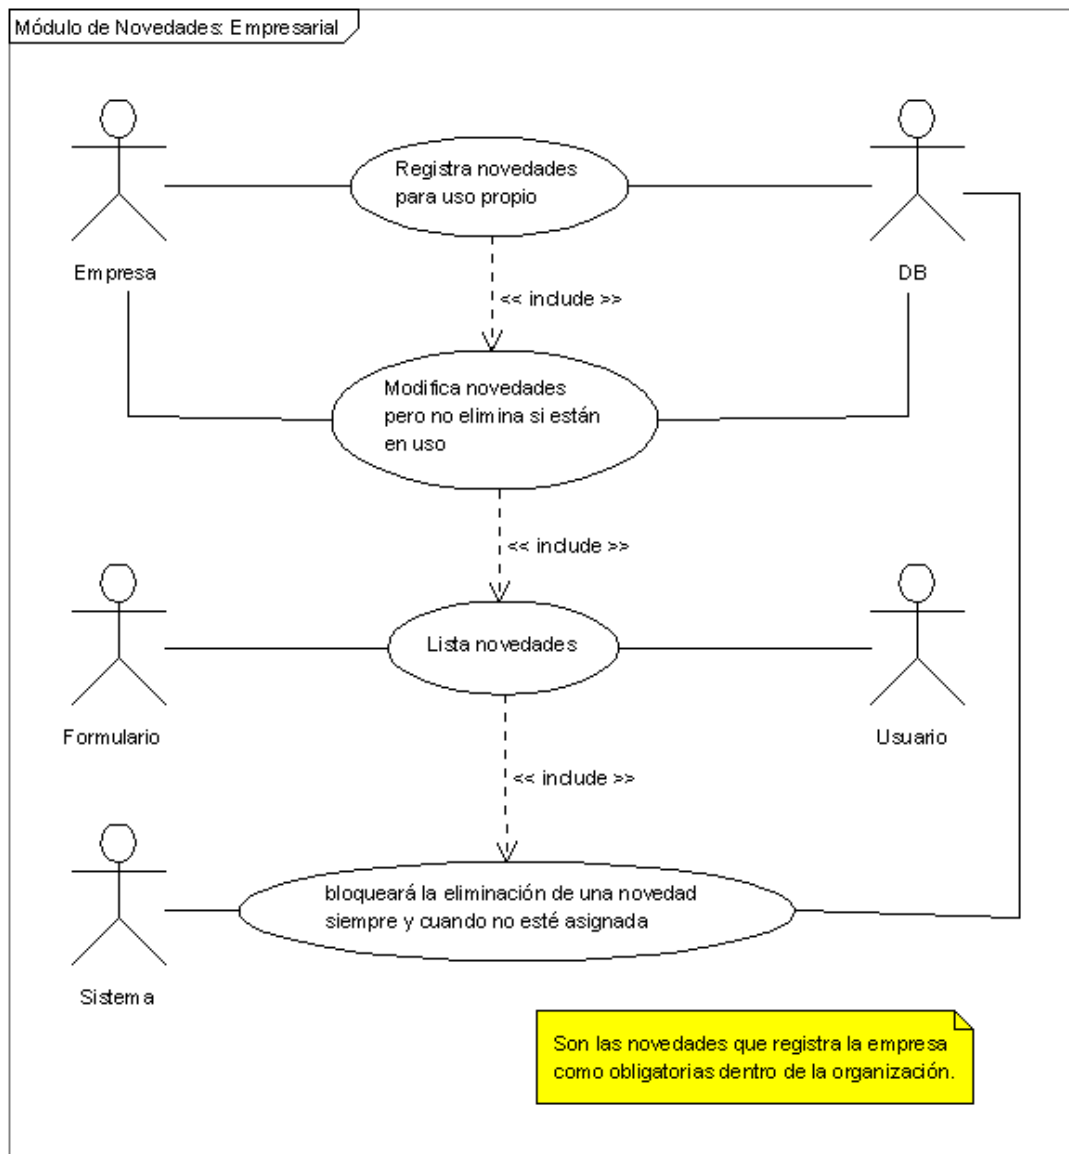 Módulo de Novedades: Empresarial
Registra novedades
para uso propio
Empresa
DB
<< include >>
Modifica novedades
pero no elimina si están
en uso
<< include >>
Lista novedades
Formulario
Usuario
<< include >>
bloqueará la eliminación de una novedad
siempre y cuando no esté asignada
Sistema
Son las novedades que registra la empresa
como obligatorias dentro de la organización.